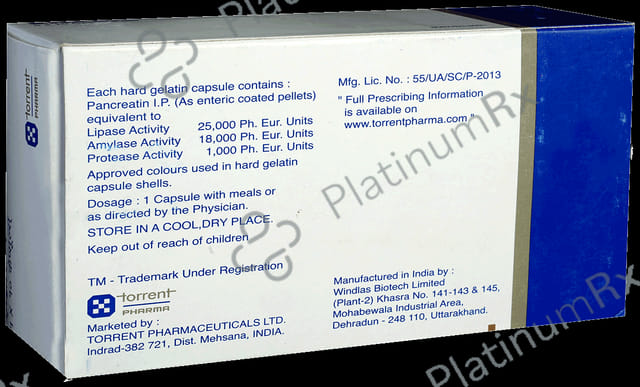 Each hard gelatin capsule contains :
Pancreatin I.P. (As enteric coated pellets)
equivalent to
Lipase Activity 25,000 Ph. Eur. Units
Amylase Activity 18,000 Ph. Eur. Units
Protease Activity 1,000 Ph. Eur. Units
Approved colours used in hard gelatin
capsule shells.
Dosage : 1 Capsule with meals or
as directed by the Physician.
STORE IN A COOL,DRY PLACE.
Keep out of reach of children
TM - Trademark Under Registration
torrent
PHARMA
Marketed by :
TORRENT PHARMACEUTICALS LTD.
Indrad-382 721, Dist. Mehsana, INDIA.
Mfg. Lic. No. : 55/UA/SC/P-2013
" Full Prescribing Information
is available on
www.torrentpharma.com "
Manufactured in India by :
Windlas Biotech Limited
(Plant-2) Khasra No. 141-143 & 145,
Mohabewala Industrial Area,
Dehradun - 248 110, Uttarakhand.
torrent
PHARMA
PlatinumRx
PlatinumRx
PlatinumRx
PlatinumRx